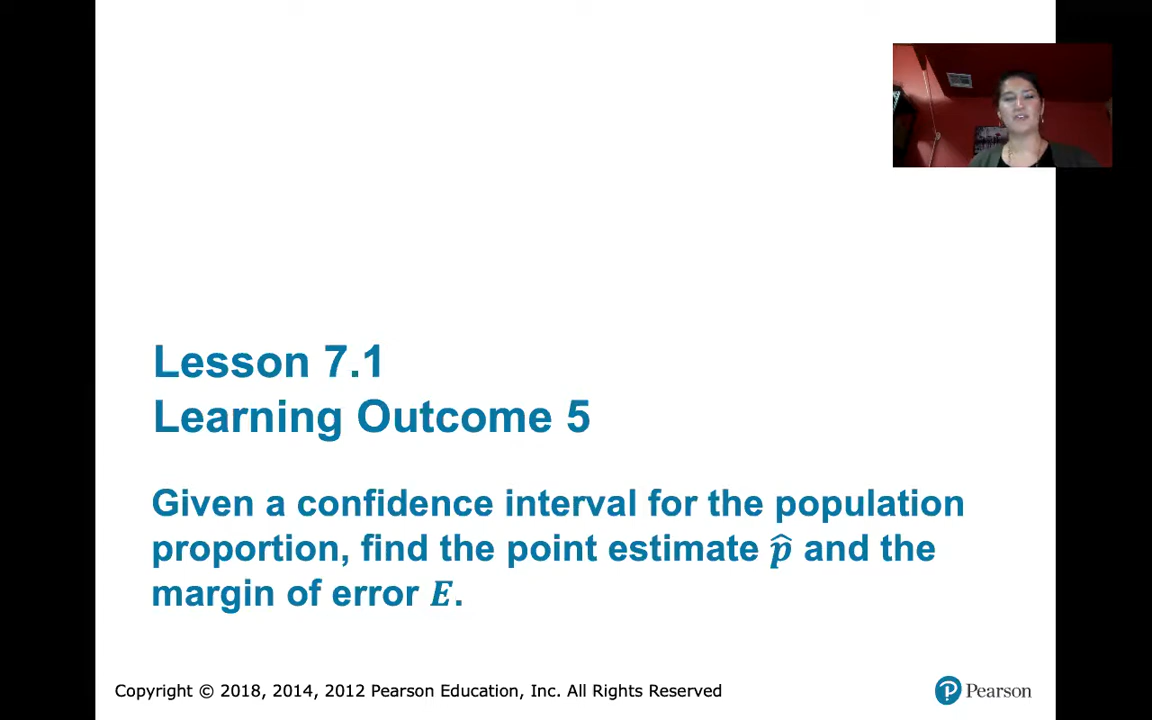 Lesson 7.1
Learning Outcome 5
Given a confidence interval for the population
proportion, find the point estimate p̂ and the
margin of error E.
Copyright © 2018, 2014, 2012 Pearson Education, Inc. All Rights Reserved
Pearson